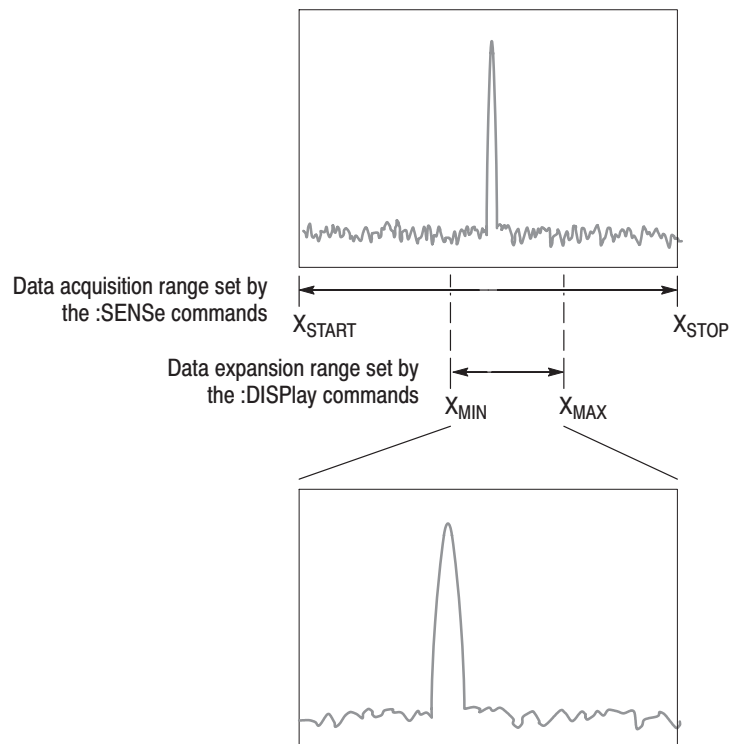 Data acquisition range set by
the :SENSe commands
XSTART
XSTOP
Data expansion range set by
the :DISPlay commands
XMIN
XMAX